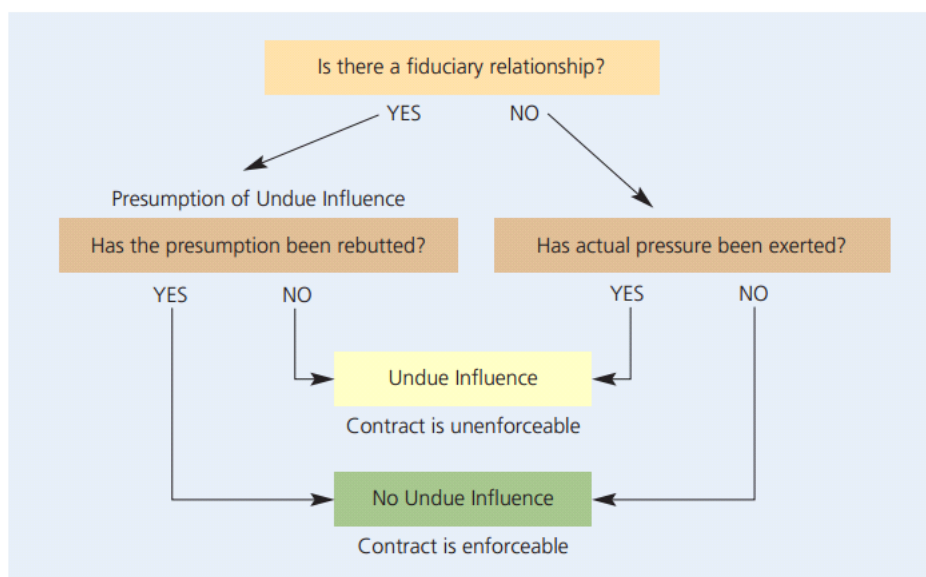 Is there a fiduciary relationship?
YES NO
Presumption of Undue Influence
Has the presumption been rebutted? Has actual pressure been exerted?
YES NO YES NO
Undue Influence
Contract is unenforceable
No Undue Influence
Contract is enforceable